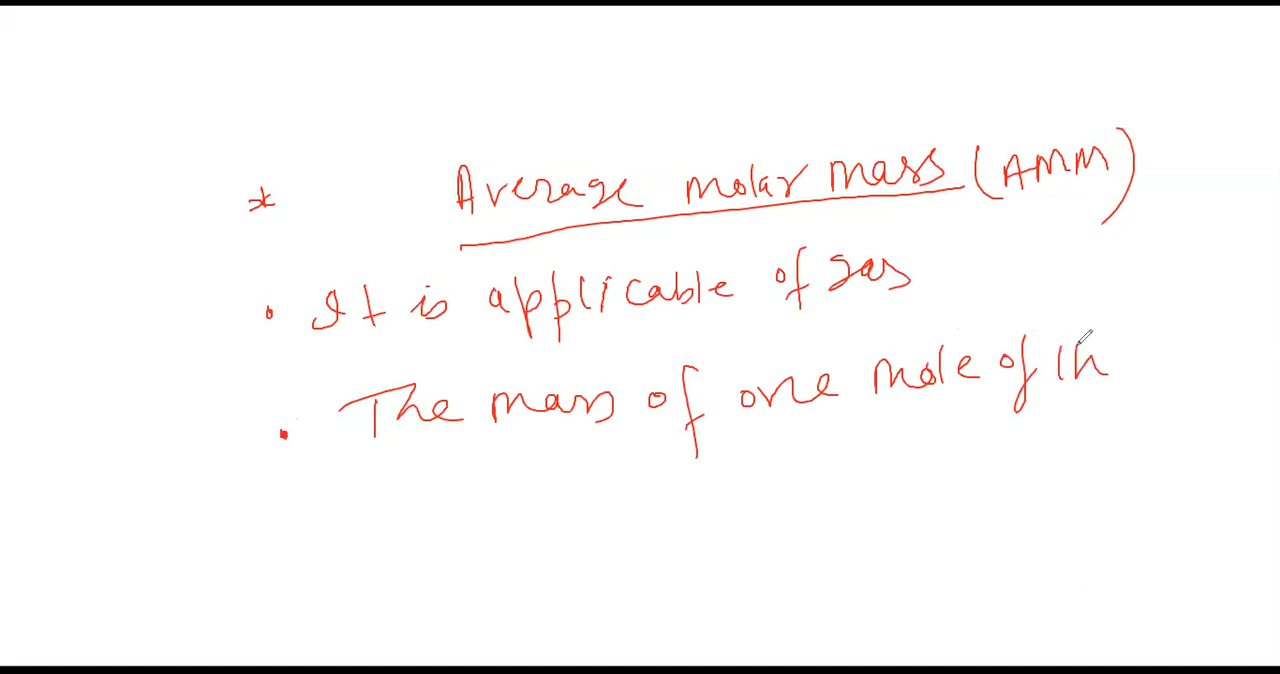 * Average molar mass (AMM)
• It is applicable of gas
• The mass of one mole of th